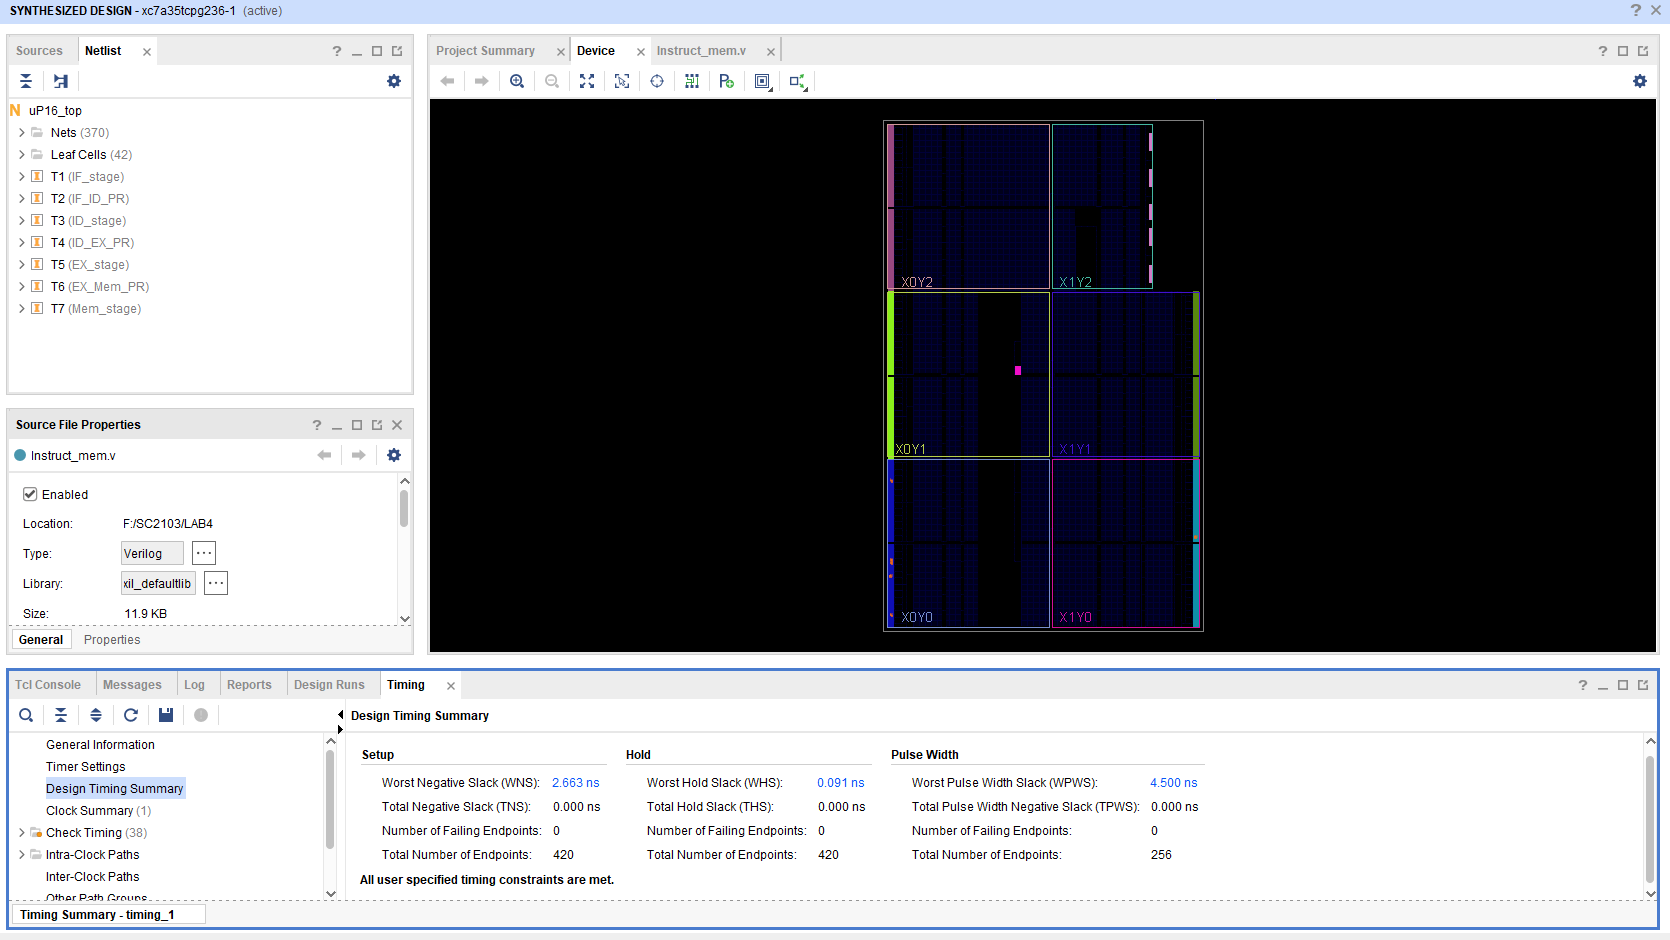 SYNTHESIZED DESIGN - xc7a35tcpg236-1 (active)
Sources
Netlist
uP16_top
Nets (370)
Leaf Cells (42)
T1 (IF_stage)
T2 (IF_ID_PR)
T3 (ID_stage)
T4 (ID_EX_PR)
T5 (EX_stage)
T6 (EX_Mem_PR)
T7 (Mem_stage)
Source File Properties
Instruct_mem.v
Enabled
Location: F:/SC2103/LAB4
Type: Verilog
Library: xil_defaultlib
Size: 11.9 KB
General
Properties
Project Summary
Device
Instruct_mem.v
X0Y2
X1Y2
X0Y1
X1Y1
X0Y0
X1Y0
Tcl Console
Messages
Log
Reports
Design Runs
Timing
General Information
Timer Settings
Design Timing Summary
Clock Summary (1)
Check Timing (38)
Intra-Clock Paths
Inter-Clock Paths
Other Path Groups
Design Timing Summary
Setup
Worst Negative Slack (WNS): 2.663 ns
Total Negative Slack (TNS): 0.000 ns
Number of Failing Endpoints: 0
Total Number of Endpoints: 420
Hold
Worst Hold Slack (WHS): 0.091 ns
Total Hold Slack (THS): 0.000 ns
Number of Failing Endpoints: 0
Total Number of Endpoints: 420
Pulse Width
Worst Pulse Width Slack (WPWS): 4.500 ns
Total Pulse Width Negative Slack (TPWS): 0.000 ns
Number of Failing Endpoints: 0
Total Number of Endpoints: 256
All user specified timing constraints are met.
Timing Summary - timing_1